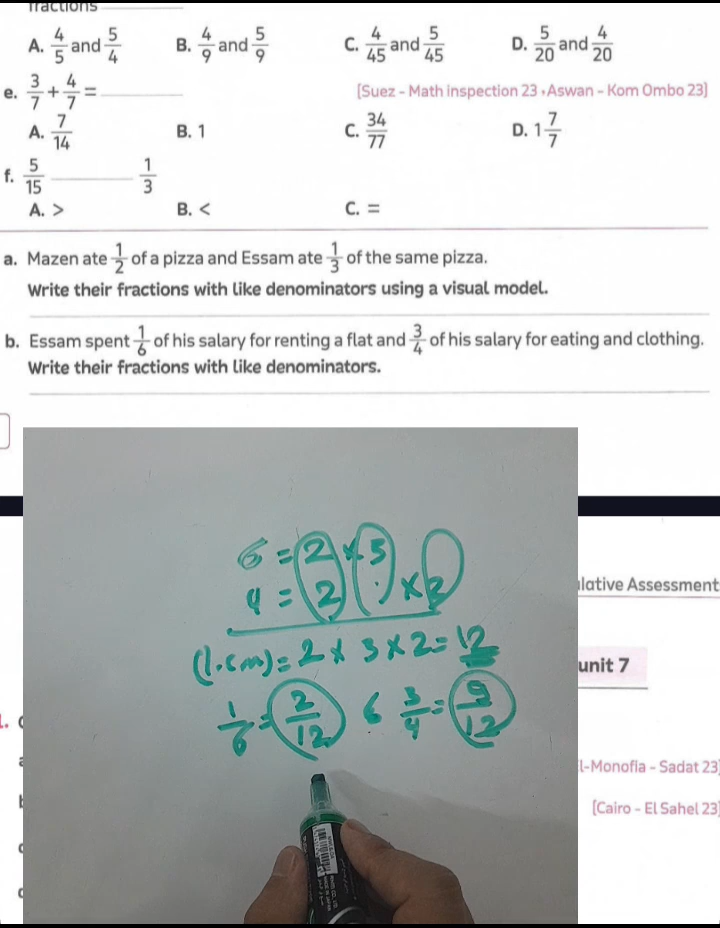 fractions
A. 4/5 and 5/4 B. 4/9 and 5/9 C. 4/45 and 5/45 D. 5/20 and 4/20
e. 3/7 + 4/7 = [Suez - Math inspection 23 , Aswan - Kom Ombo 23]
A. 7/14 B. 1 C. 34/77 D. 1 7/7
f. 5/15 1/3
A. > B. < C. =
a. Mazen ate 1/2 of a pizza and Essam ate 1/3 of the same pizza.
Write their fractions with like denominators using a visual model.
b. Essam spent 1/6 of his salary for renting a flat and 3/4 of his salary for eating and clothing.
Write their fractions with like denominators.
6 = 2 × 3
4 = 2 × 2
(l.cm) = 2 × 3 × 2 = 12
1/6 = 2/12 6 3/4 = 9/12
lative Assessment
unit 7
l-Monofia - Sadat 23]
[Cairo - El Sahel 23]